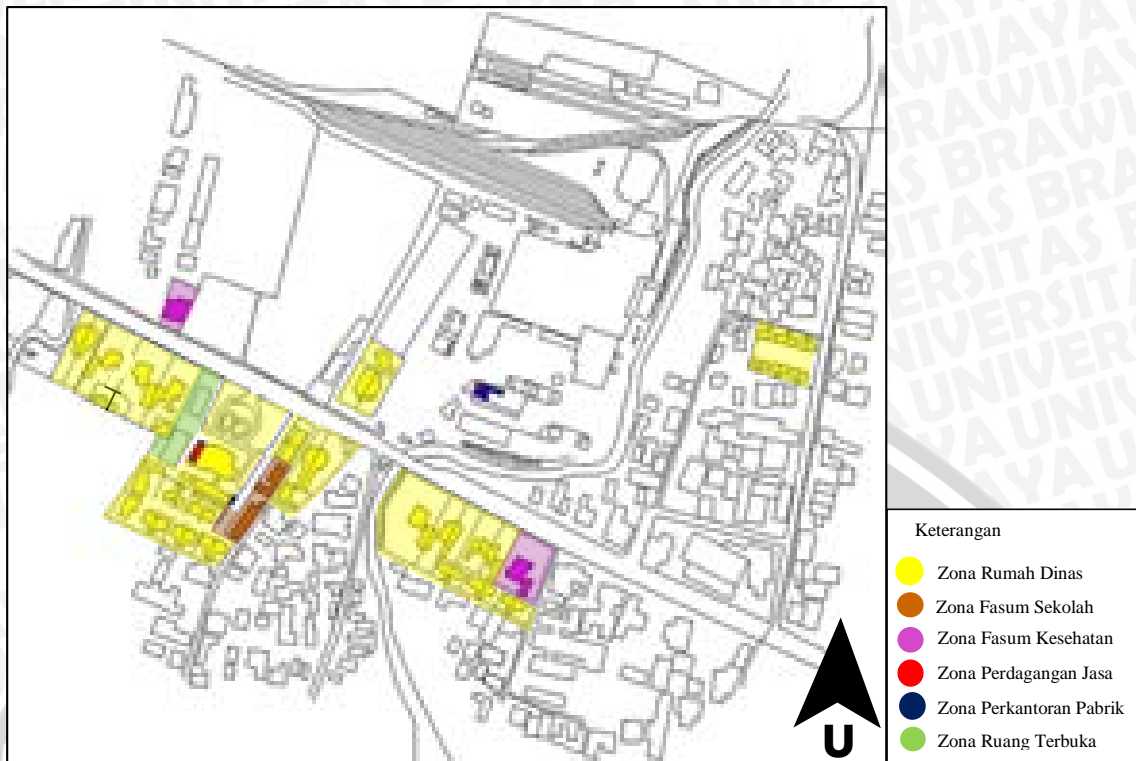 U
Keterangan
Zona Rumah Dinas
Zona Fasum Sekolah
Zona Fasum Kesehatan
Zona Perdagangan Jasa
Zona Perkantoran Pabrik
Zona Ruang Terbuka